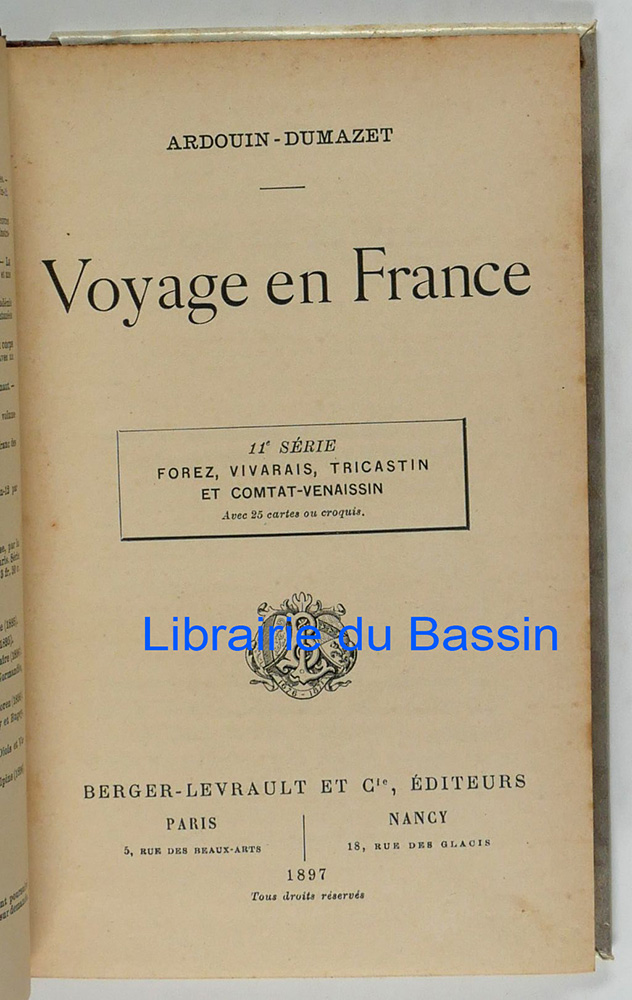 ARDOUIN-DUMAZET
Voyage en France
11e SÉRIE
FOREZ, VIVARAIS, TRICASTIN
ET COMTAT-VENAISSIN
Avec 25 cartes ou croquis.
Librairie du Bassin
1676 - 1871
BERGER-LEVRAULT ET Cie, ÉDITEURS
PARIS
5, RUE DES BEAUX-ARTS
NANCY
18, RUE DES GLACIS
1897
Tous droits réservés